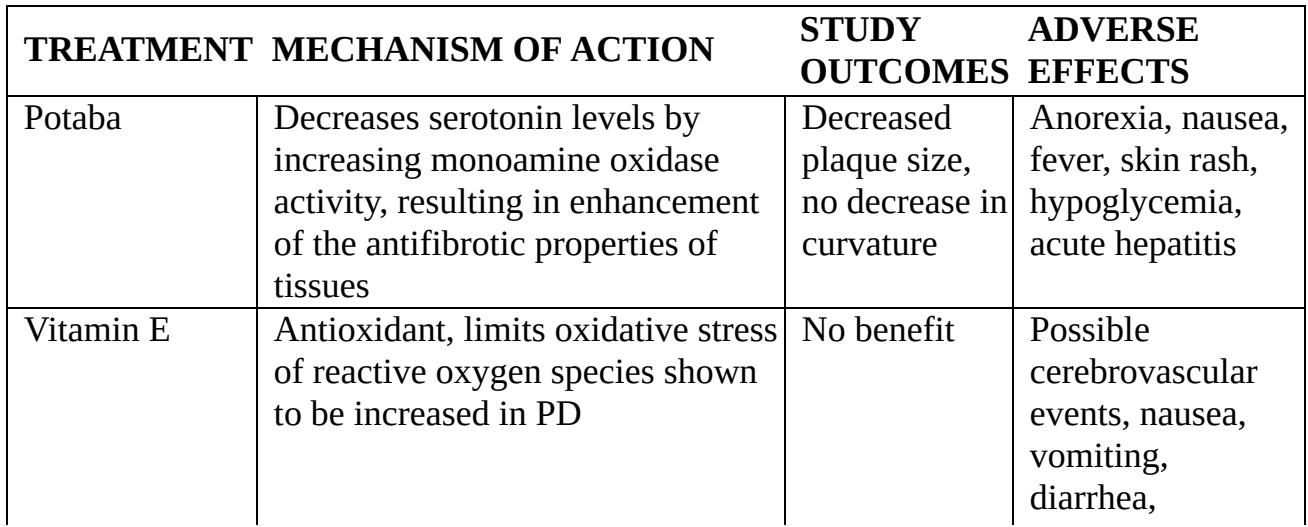 TREATMENT MECHANISM OF ACTION STUDY OUTCOMES ADVERSE EFFECTS
Potaba
Decreases serotonin levels by
increasing monoamine oxidase
activity, resulting in enhancement
of the antifibrotic properties of
tissues
Decreased
plaque size,
no decrease in
curvature
Anorexia, nausea,
fever, skin rash,
hypoglycemia,
acute hepatitis
Vitamin E
Antioxidant, limits oxidative stress
of reactive oxygen species shown
to be increased in PD
No benefit
Possible
cerebrovascular
events, nausea,
vomiting,
diarrhea,